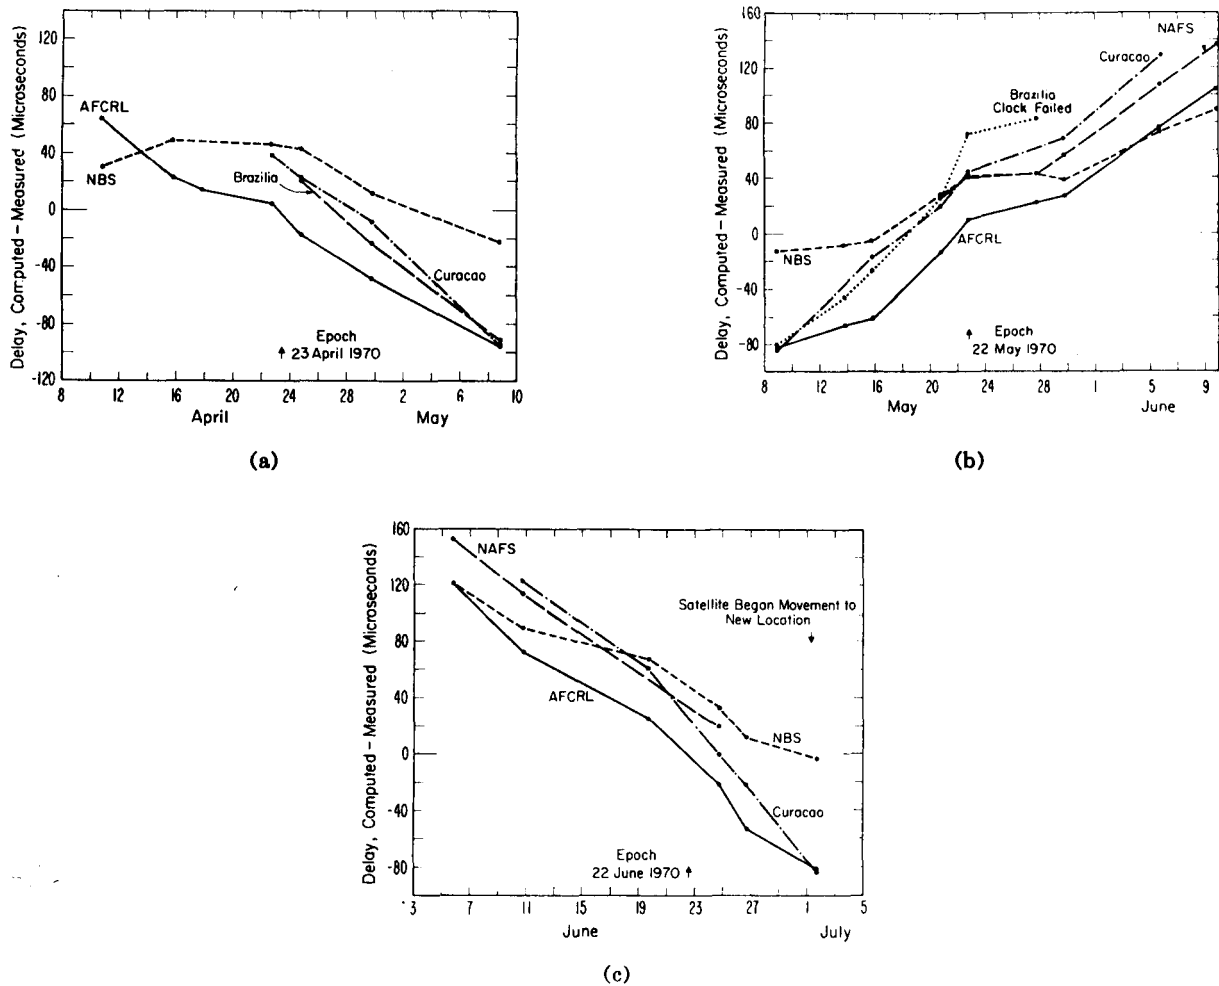 Delay, Computed - Measured (Microseconds)
120
80
40
0
-40
-80
-120
AFCRL
NBS
Brazilia
Curacao
Epoch
23 April 1970
8 12 16 20 24 28 2 6 10
April May
(a)
Delay, Computed - Measured (Microseconds)
160
120
80
40
0
-40
-80
NAFS
Curacao
Brazilia
Clock Failed
AFCRL
NBS
Epoch
22 May 1970
8 12 16 20 24 28 1 5 9
May June
(b)
Delay, Computed - Measured (Microseconds)
160
120
80
40
0
-40
-80
NAFS
Satellite Began Movement to
New Location
AFCRL
NBS
Curacao
Epoch
22 June 1970
3 7 11 15 19 23 27 1 5
June July
(c)